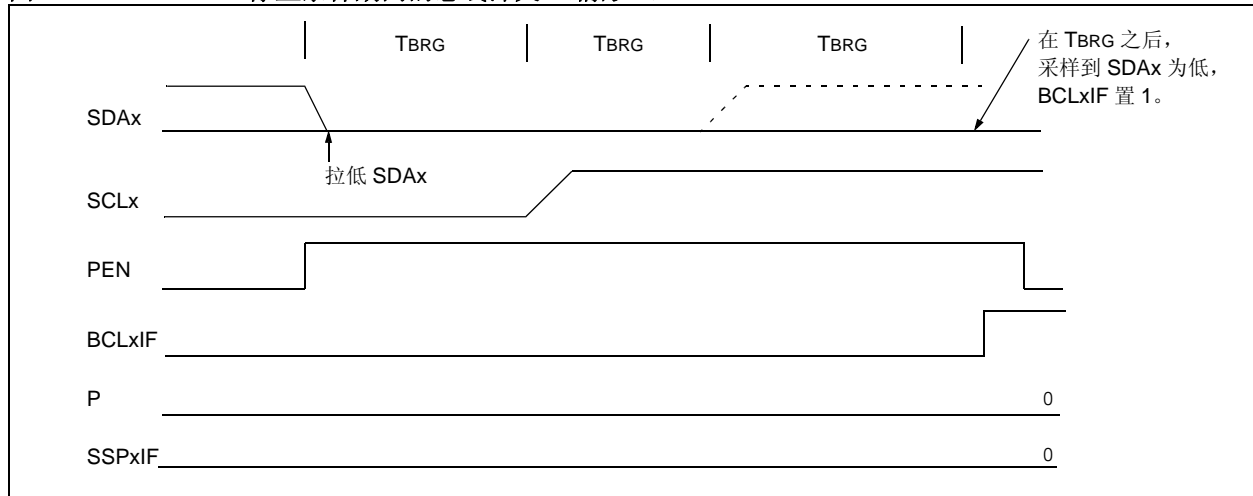 TBRG TBRG TBRG
在 TBRG 之后，
采样到 SDAx 为低，
BCLxIF 置 1。
SDAx
拉低 SDAx
SCLx
PEN
BCLxIF
P 0
SSPxIF 0